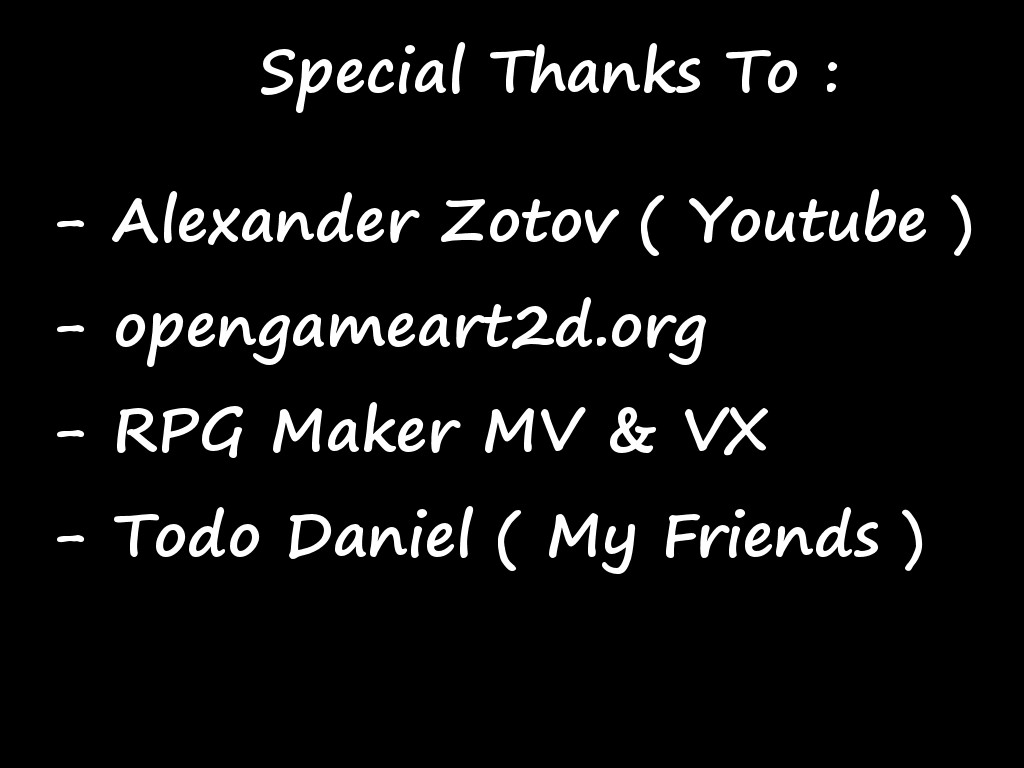 Special Thanks To :
- Alexander Zotov ( Youtube )
- opengameart2d.org
- RPG Maker MV & VX
- Todo Daniel ( My Friends )